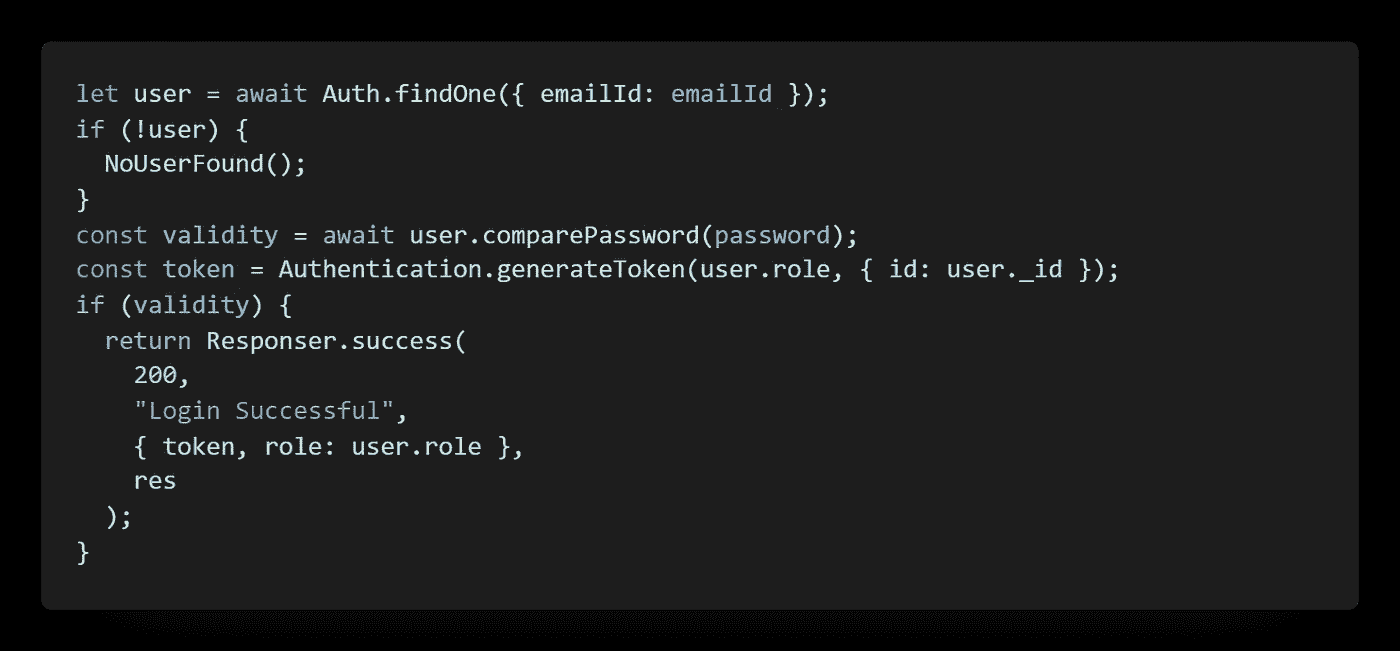 let user = await Auth.findOne({ emailId: emailId });
if (!user) {
  NoUserFound();
}
const validity = await user.comparePassword(password);
const token = Authentication.generateToken(user.role, { id: user._id });
if (validity) {
  return Responser.success(
    200,
    "Login Successful",
    { token, role: user.role },
    res
  );
}